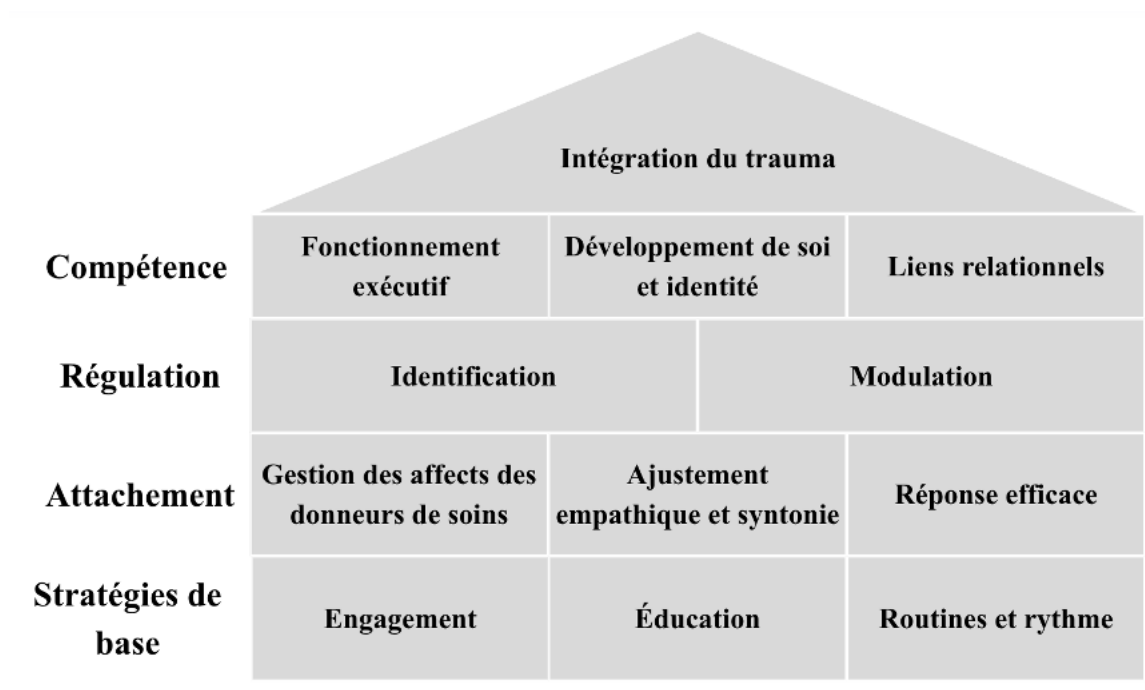 Intégration du trauma
Compétence
Fonctionnement
exécutif
Développement de soi
et identité
Liens relationnels
Régulation
Identification
Modulation
Attachement
Gestion des affects des
donneurs de soins
Ajustement
empathique et syntonie
Réponse efficace
Stratégies de
base
Engagement
Éducation
Routines et rythme